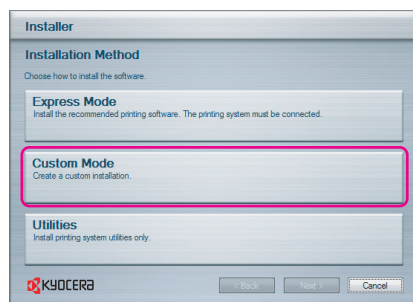 Installer
Installation Method
Choose how to install the software.
Express Mode
Install the recommended printing software. The printing system must be connected.
Custom Mode
Create a custom installation.
Utilities
Install printing system utilities only.
KYOCERA
< Back
Next >
Cancel